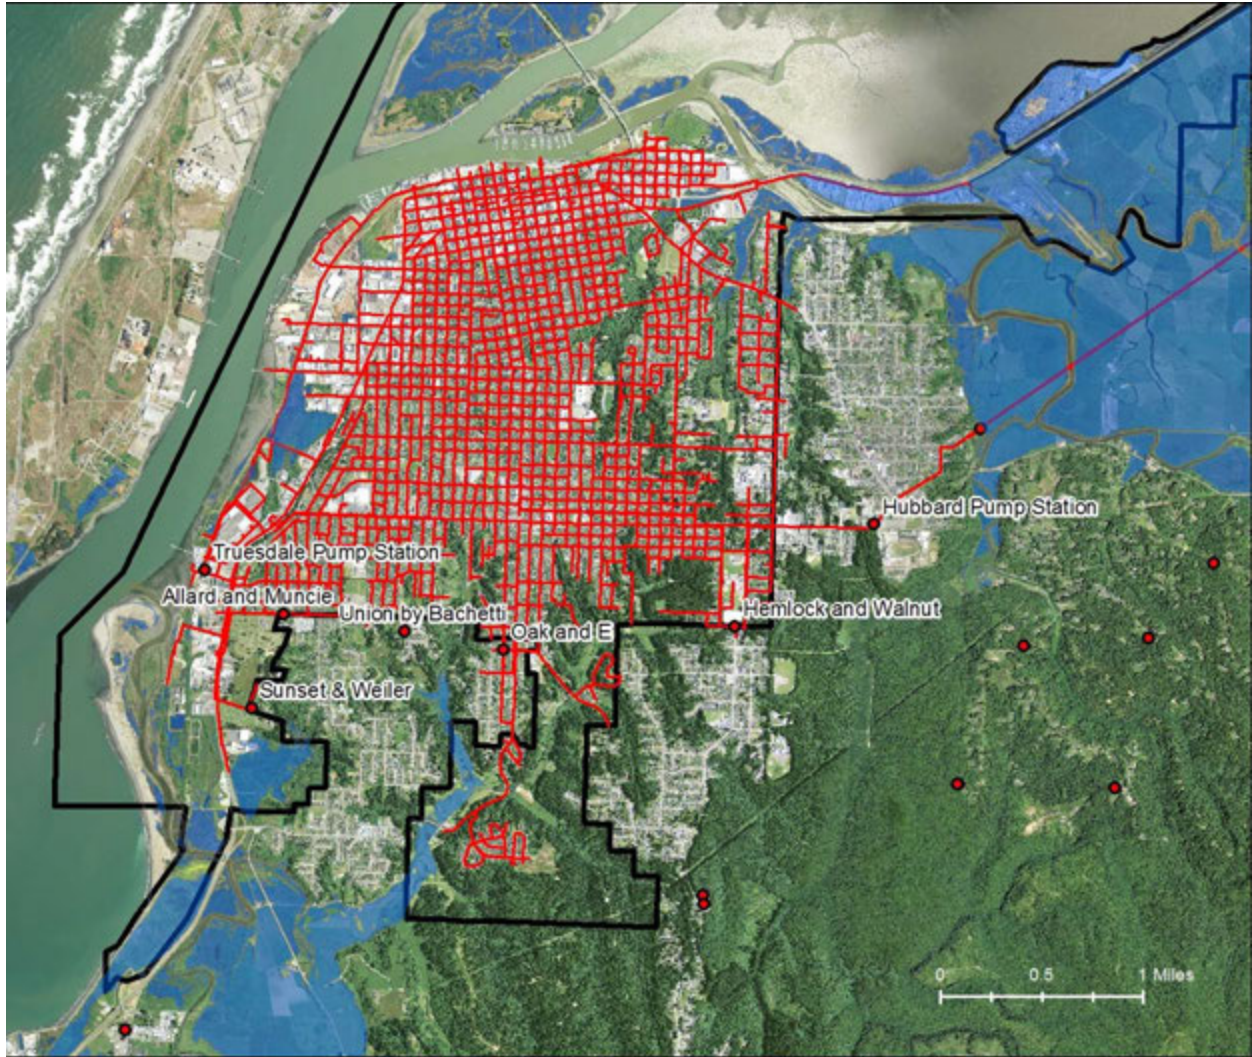 Hubbard Pump Station
Truesdale Pump Station
Allard and Muncie
Union by Bachetti
Hemlock and Walnut
Oak and E
Sunset & Weiler
0 0.5 1 Miles